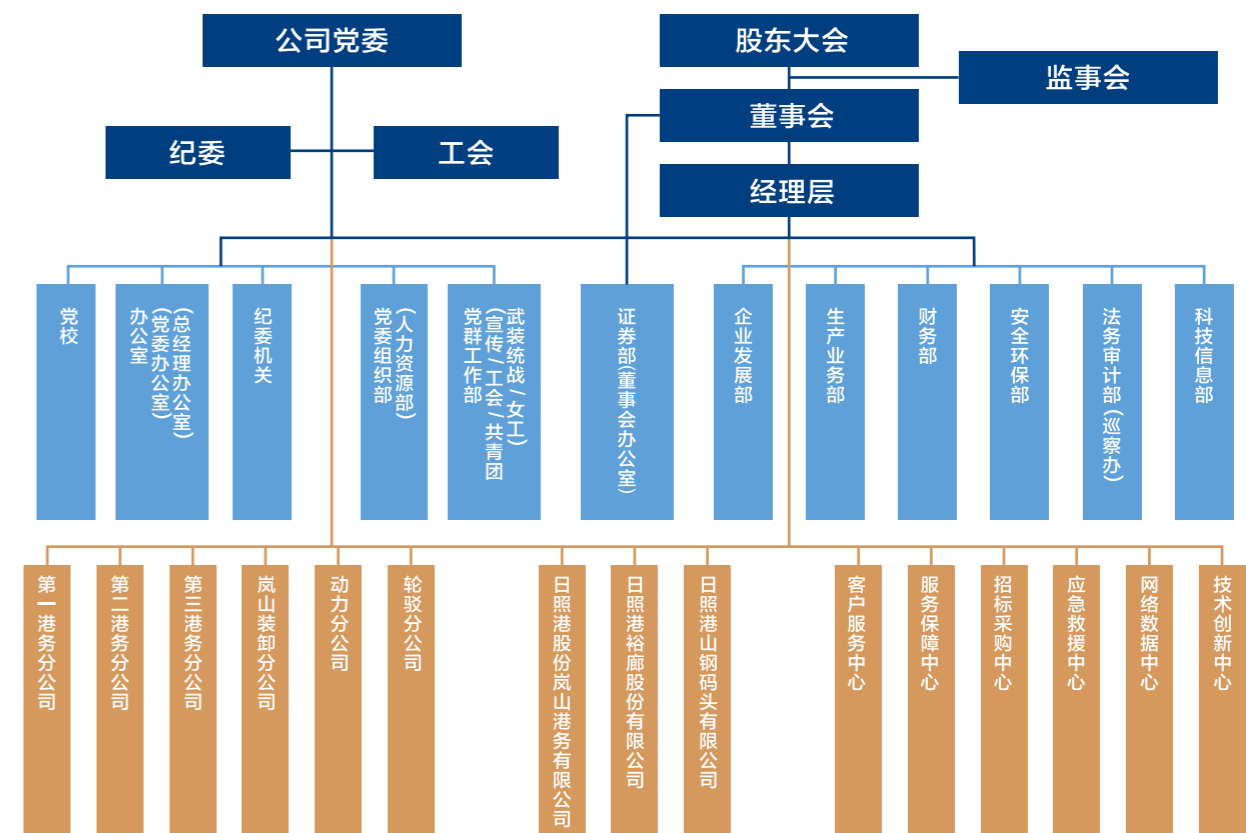 公司党委
股东大会
监事会
董事会
纪委
工会
经理层
党校
办公室
(党委办公室)
(总经理办公室)
纪委机关
党委组织部
(人力资源部)
党群工作部
(宣传/工会/共青团
武装统战/女工)
证券部(董事会办公室)
企业发展部
生产业务部
财务部
安全环保部
法务审计部(巡察办)
科技信息部
第一港务分公司
第二港务分公司
第三港务分公司
岚山装卸分公司
动力分公司
轮驳分公司
日照港股份岚山港务有限公司
日照港裕廊股份有限公司
日照港山钢码头有限公司
客户服务中心
服务保障中心
招标采购中心
应急救援中心
网络数据中心
技术创新中心